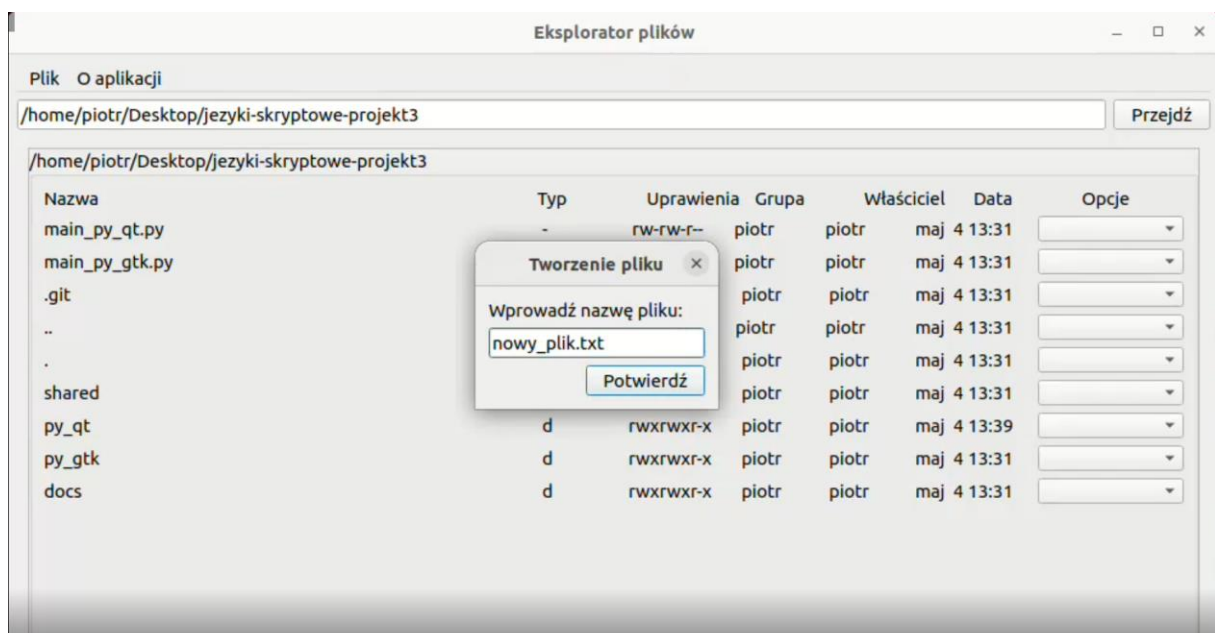 Eksplorator plików
Plik O aplikacji
/home/piotr/Desktop/jezyki-skryptowe-projekt3 Przejdź
/home/piotr/Desktop/jezyki-skryptowe-projekt3
Nazwa Typ Uprawienia Grupa Właściciel Data Opcje
main_py_qt.py - rw-rw-r-- piotr piotr maj 4 13:31
main_py_gtk.py piotr piotr maj 4 13:31
.git piotr piotr maj 4 13:31
.. piotr piotr maj 4 13:31
. piotr piotr maj 4 13:31
shared piotr piotr maj 4 13:31
py_qt d rwxrwxr-x piotr piotr maj 4 13:39
py_gtk d rwxrwxr-x piotr piotr maj 4 13:31
docs d rwxrwxr-x piotr piotr maj 4 13:31
Tworzenie pliku
Wprowadź nazwę pliku:
nowy_plik.txt
Potwierdź